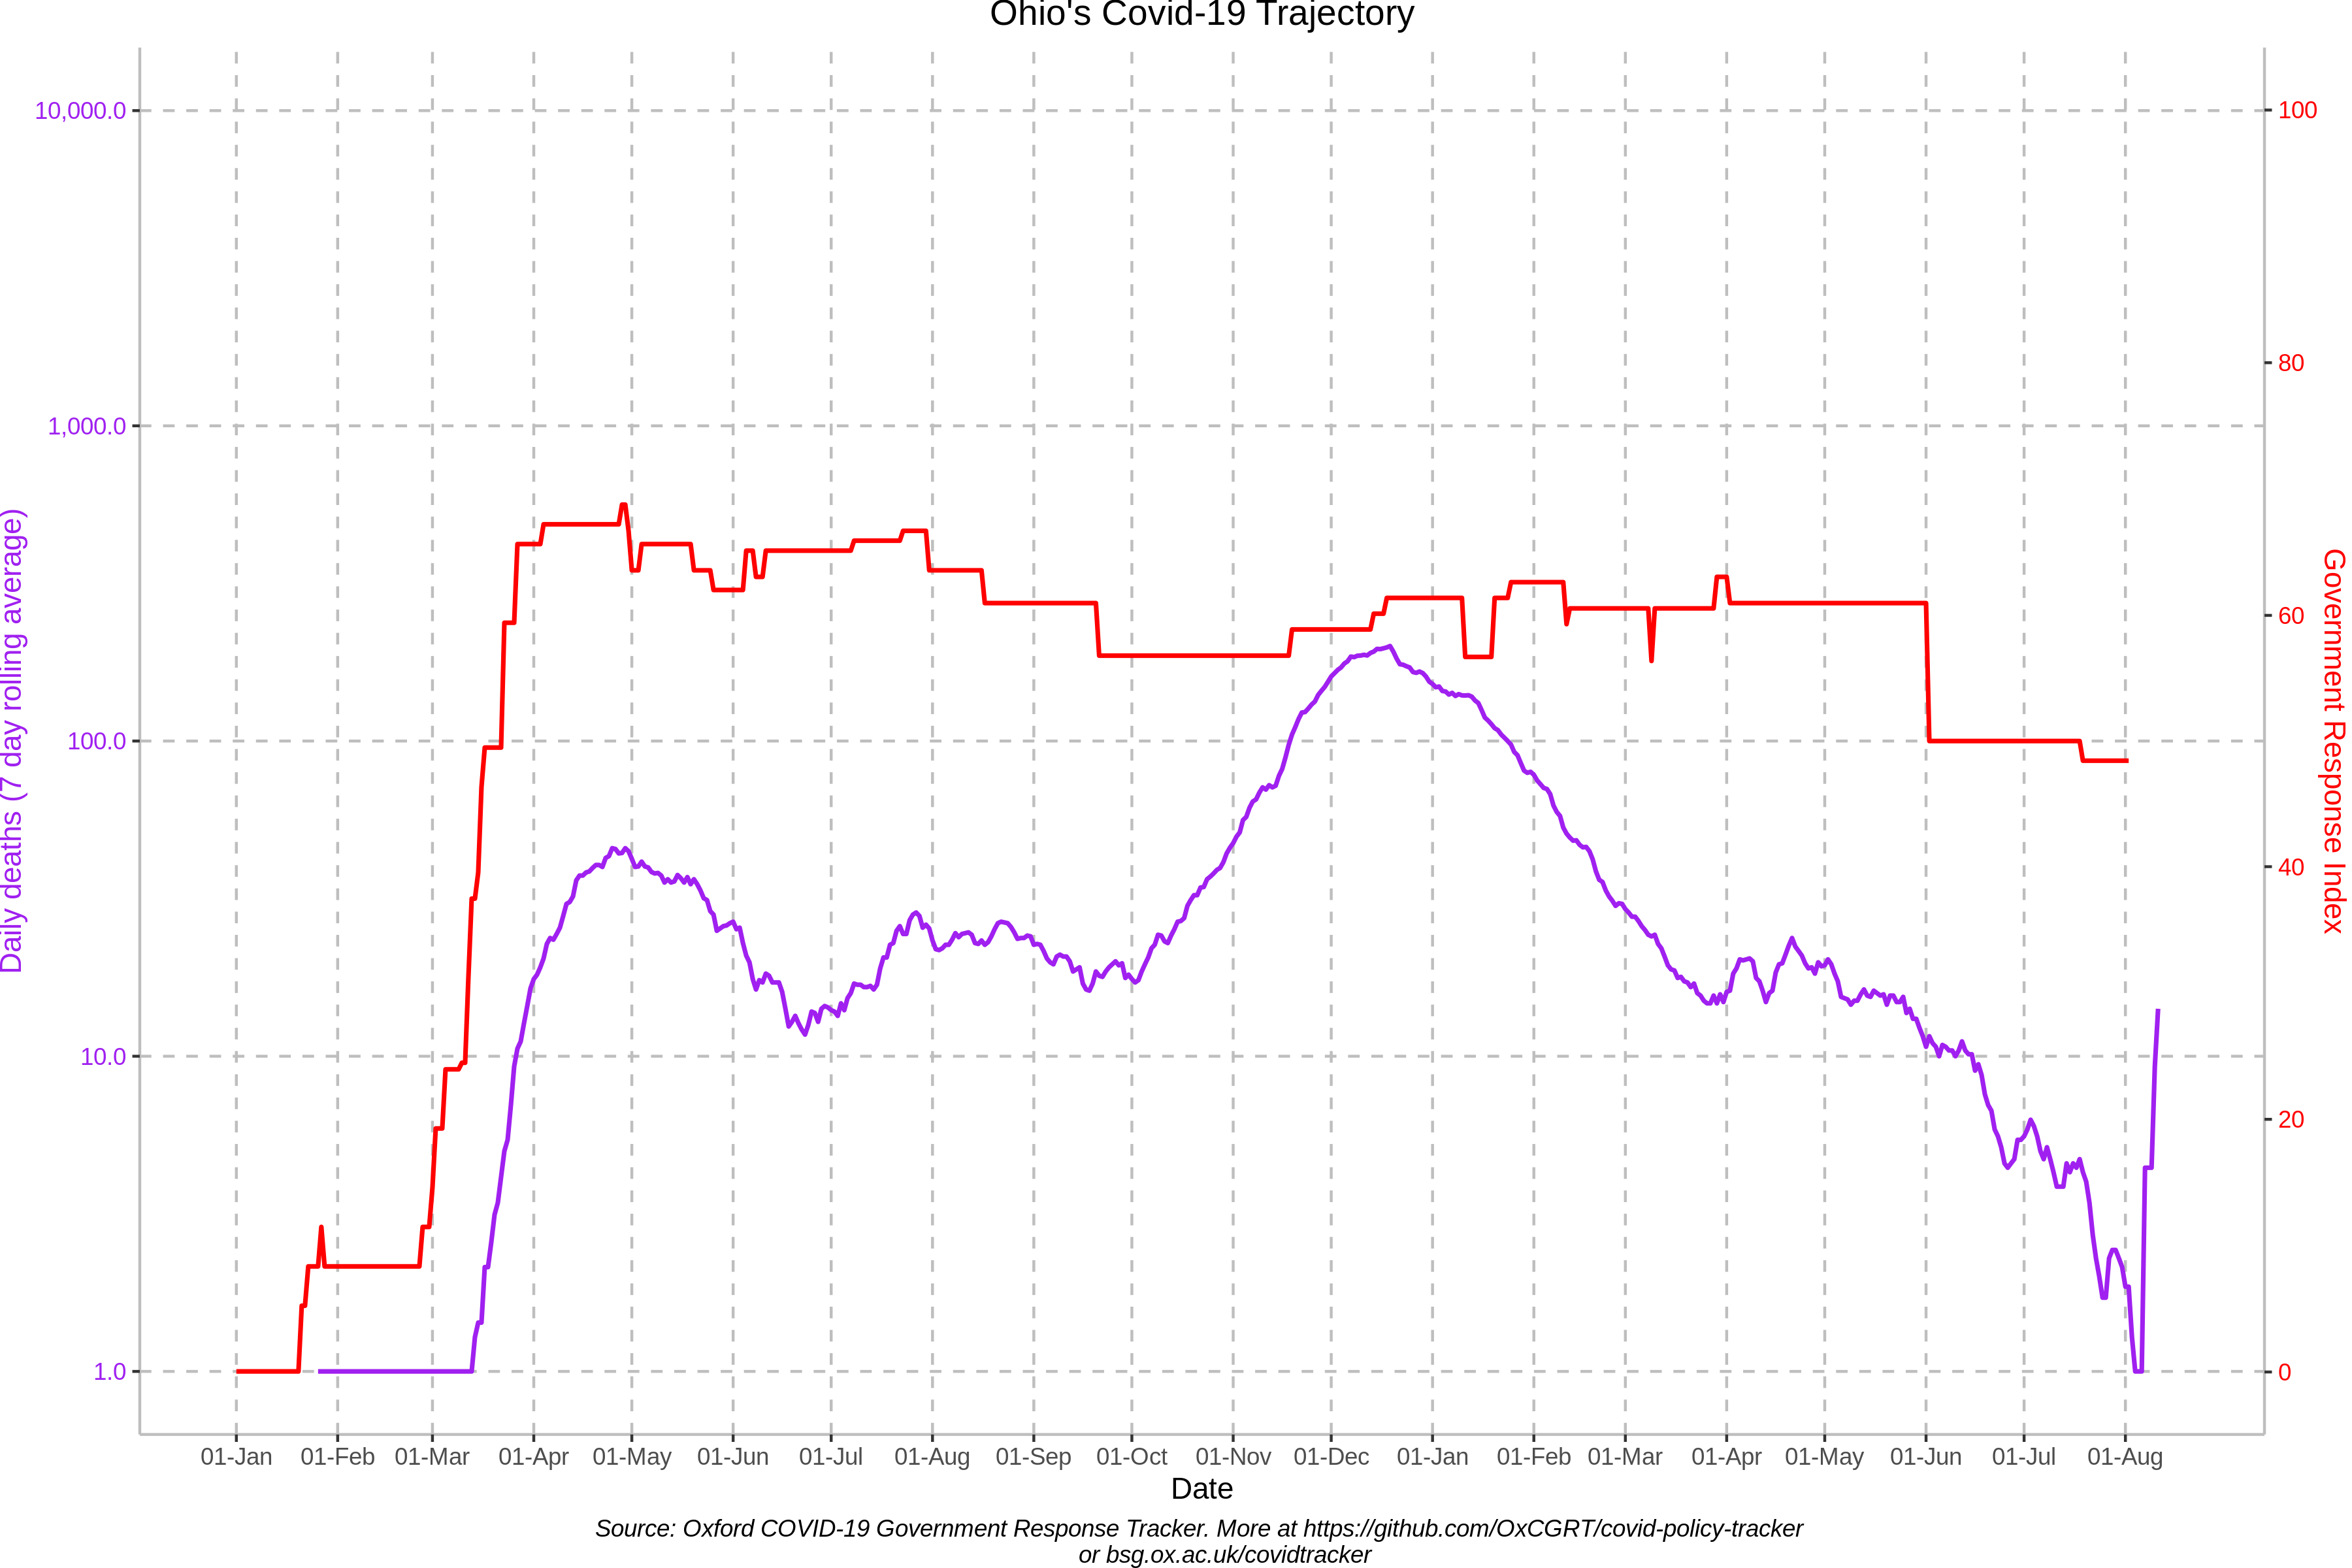 Ohio's Covid-19 Trajectory
10,000.0
1,000.0
100.0
10.0
1.0
Daily deaths (7 day rolling average)
100
80
60
40
20
0
Government Response Index
01-Jan 01-Feb 01-Mar 01-Apr 01-May 01-Jun 01-Jul 01-Aug 01-Sep 01-Oct 01-Nov 01-Dec 01-Jan 01-Feb 01-Mar 01-Apr 01-May 01-Jun 01-Jul 01-Aug
Date
Source: Oxford COVID-19 Government Response Tracker. More at https://github.com/OxCGRT/covid-policy-tracker
or bsg.ox.ac.uk/covidtracker